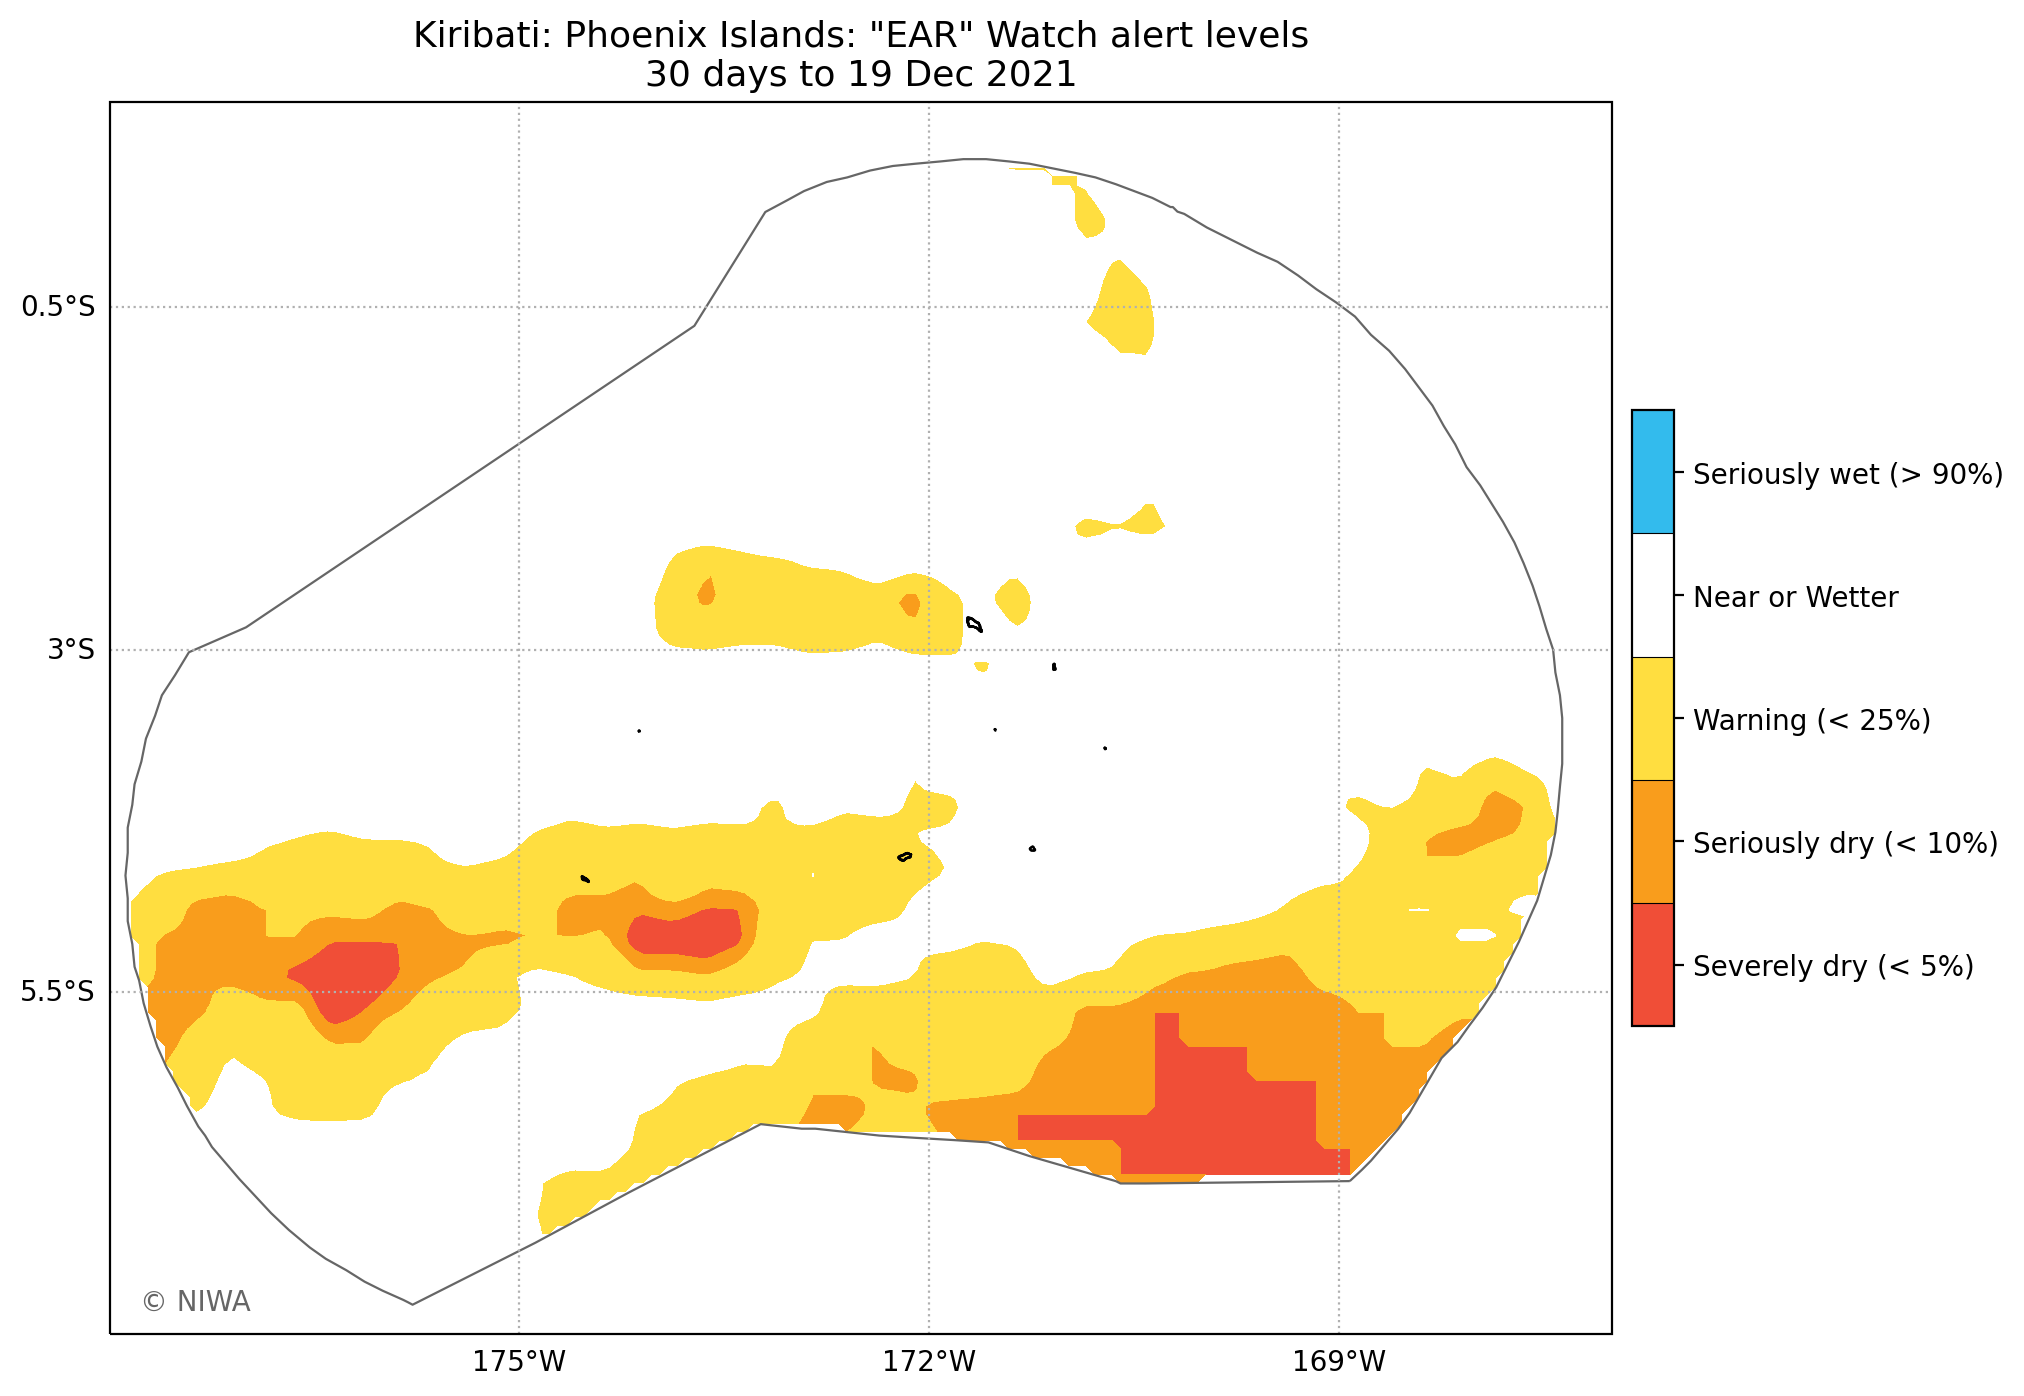 Kiribati: Phoenix Islands: "EAR" Watch alert levels
30 days to 19 Dec 2021
0.5°S
3°S
5.5°S
175°W
172°W
169°W
Seriously wet (> 90%)
Near or Wetter
Warning (< 25%)
Seriously dry (< 10%)
Severely dry (< 5%)
© NIWA